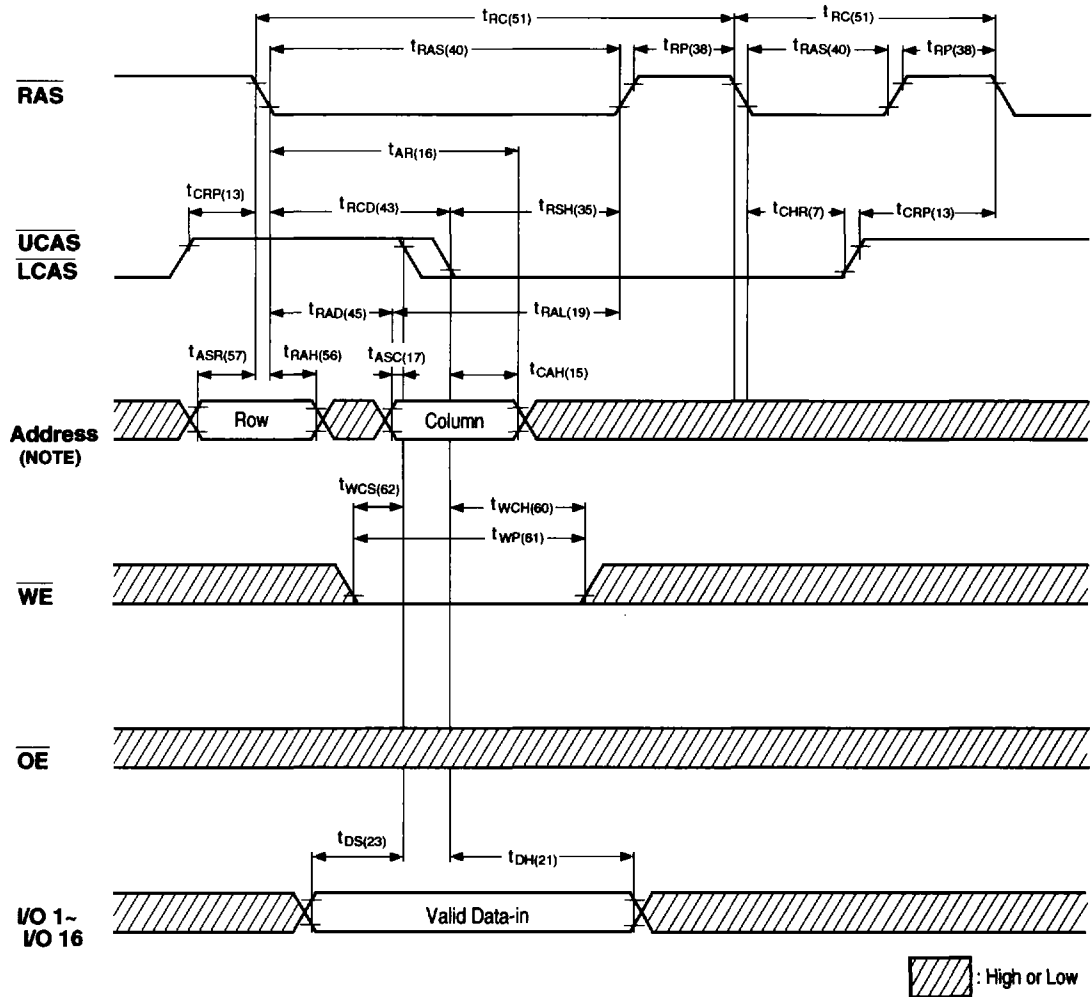 tRC(51) tRC(51)
tRAS(40) tRP(38) tRAS(40) tRP(38)
RAS
tAR(16)
tCRP(13) tRCD(43) tRSH(35) tCHR(7) tCRP(13)
UCAS
LCAS
tRAD(45) tRAL(19)
tASR(57) tRAH(56) tASC(17) tCAH(15)
Row Column
Address
(NOTE)
tWCS(62) tWCH(60)
tWP(61)
WE
OE
tDS(23) tDH(21)
I/O 1~
I/O 16
Valid Data-in
: High or Low